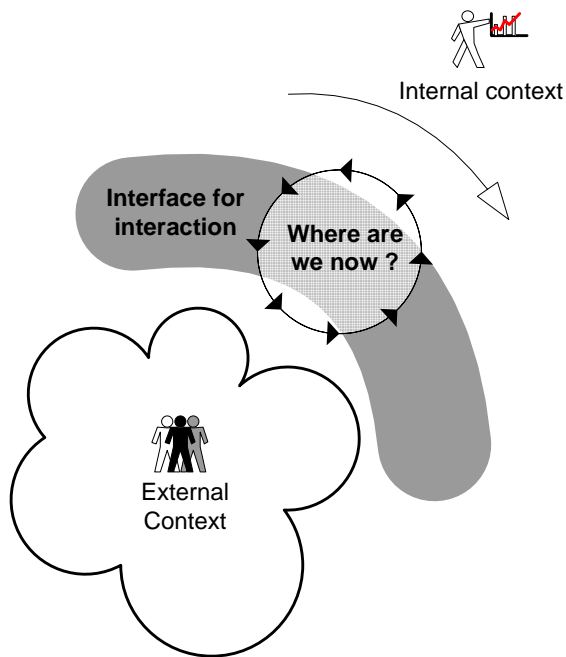 Internal context
Interface for
interaction
Where are
we now ?
External
Context